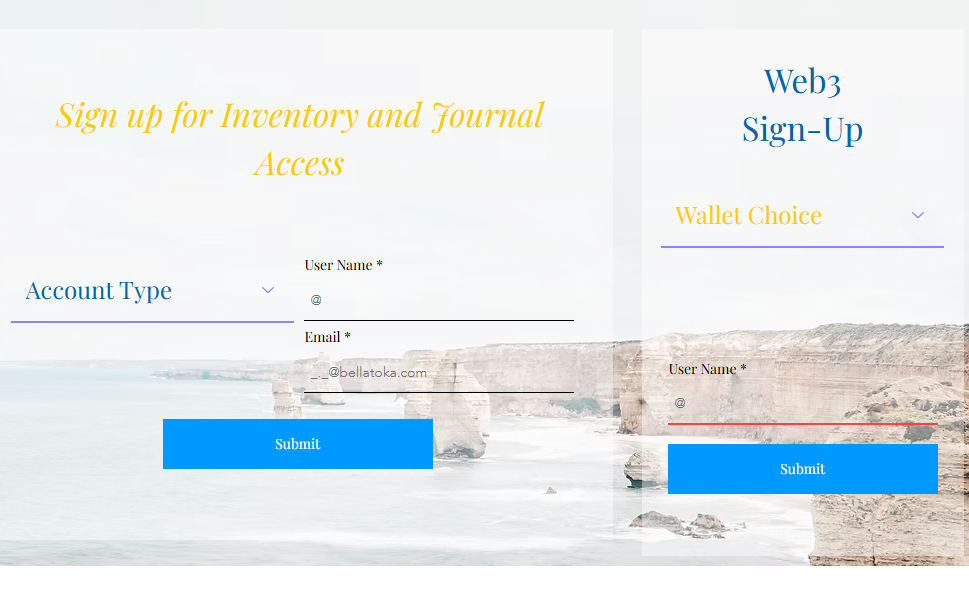 Sign up for Inventory and Journal
Access
Account Type
User Name *
@
Email *
_._@bellatoka.com
Submit
Web3
Sign-Up
Wallet Choice
User Name *
@
Submit